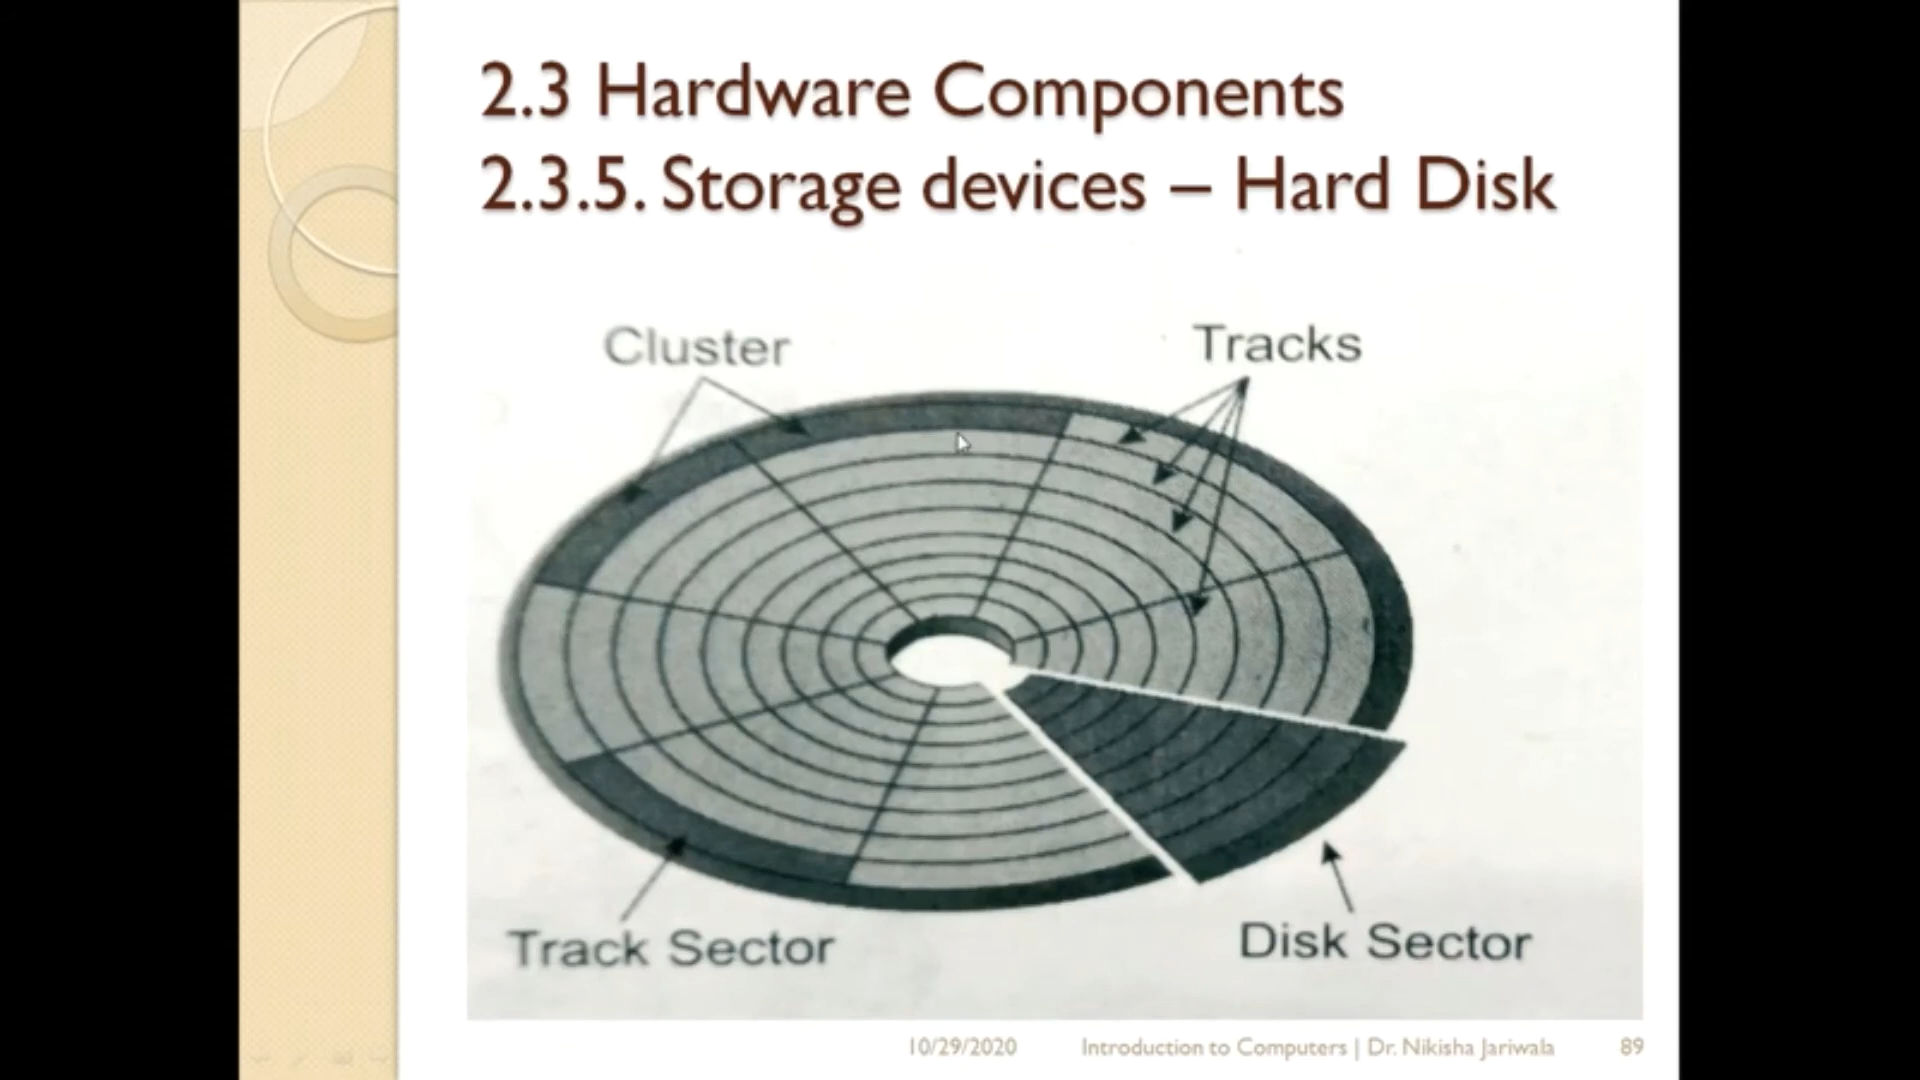 2.3 Hardware Components
2.3.5. Storage devices – Hard Disk
Cluster
Tracks
Track Sector
Disk Sector
10/29/2020
Introduction to Computers | Dr. Nikisha Jariwala
89